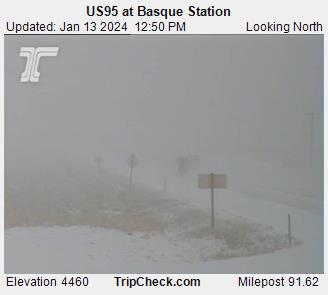 US95 at Basque Station
Updated: Jan 13 2024 12:50 PM Looking North
Elevation 4460 TripCheck.com Milepost 91.62